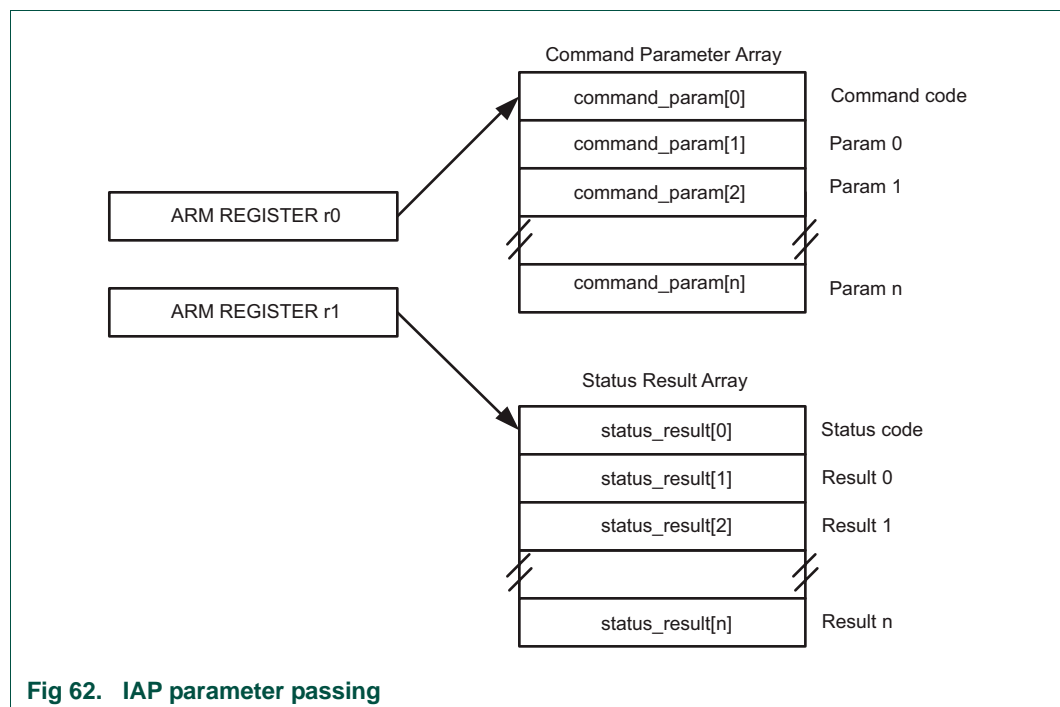 Command Parameter Array
command_param[0] Command code
command_param[1] Param 0
command_param[2] Param 1
ARM REGISTER r0
command_param[n] Param n
ARM REGISTER r1
Status Result Array
status_result[0] Status code
status_result[1] Result 0
status_result[2] Result 1
status_result[n] Result n
Fig 62. IAP parameter passing